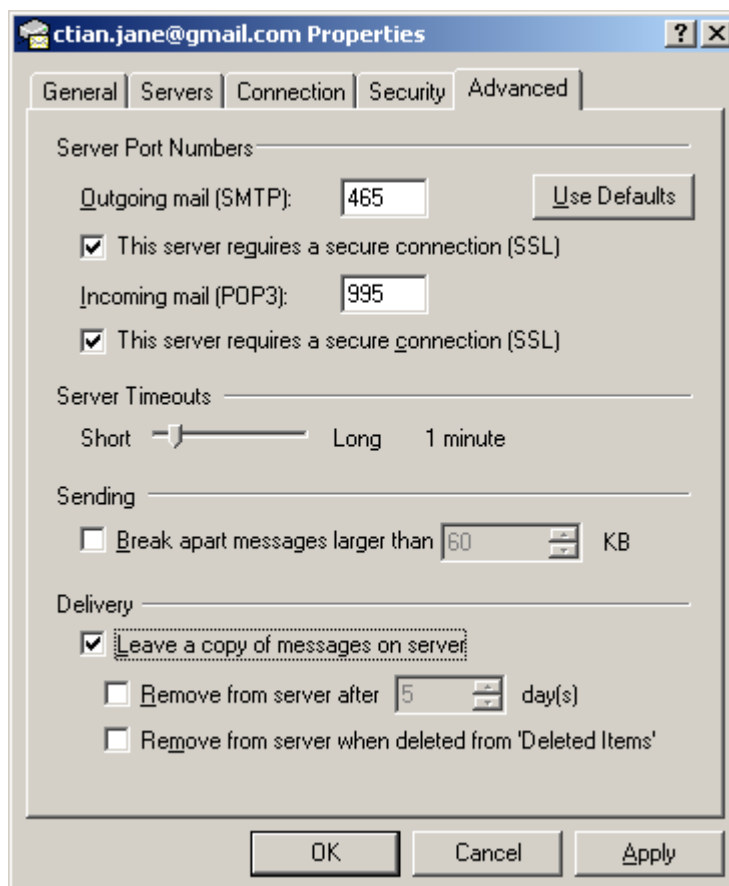 ctian.jane@gmail.com Properties
General Servers Connection Security Advanced
Server Port Numbers
Outgoing mail (SMTP): 465 Use Defaults
This server requires a secure connection (SSL)
Incoming mail (POP3): 995
This server requires a secure connection (SSL)
Server Timeouts
Short Long 1 minute
Sending
Break apart messages larger than 60 KB
Delivery
Leave a copy of messages on server
Remove from server after 5 day(s)
Remove from server when deleted from 'Deleted Items'
OK Cancel Apply